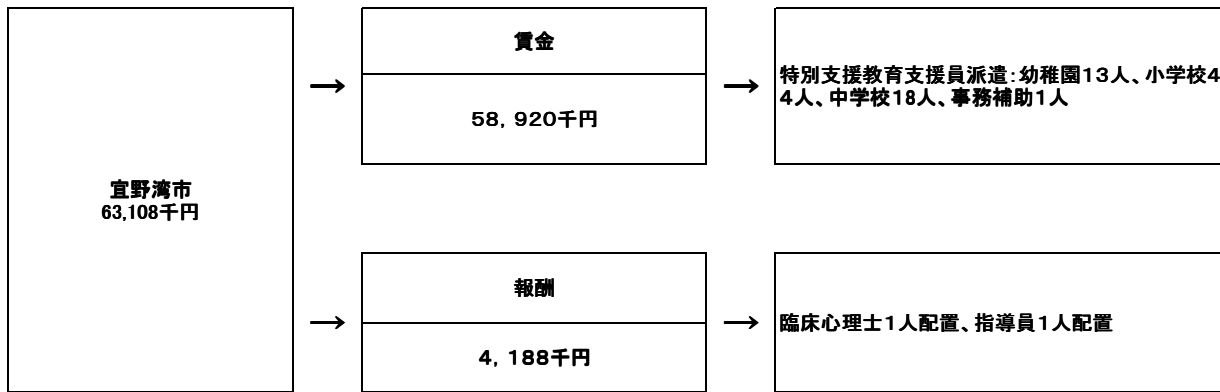 賃金
特別支援教育支援員派遣：幼稚園１３人、小学校４
４人、中学校１８人、事務補助１人
５８，９２０千円
宜野湾市
63,108千円
報酬
臨床心理士１人配置、指導員１人配置
４，１８８千円